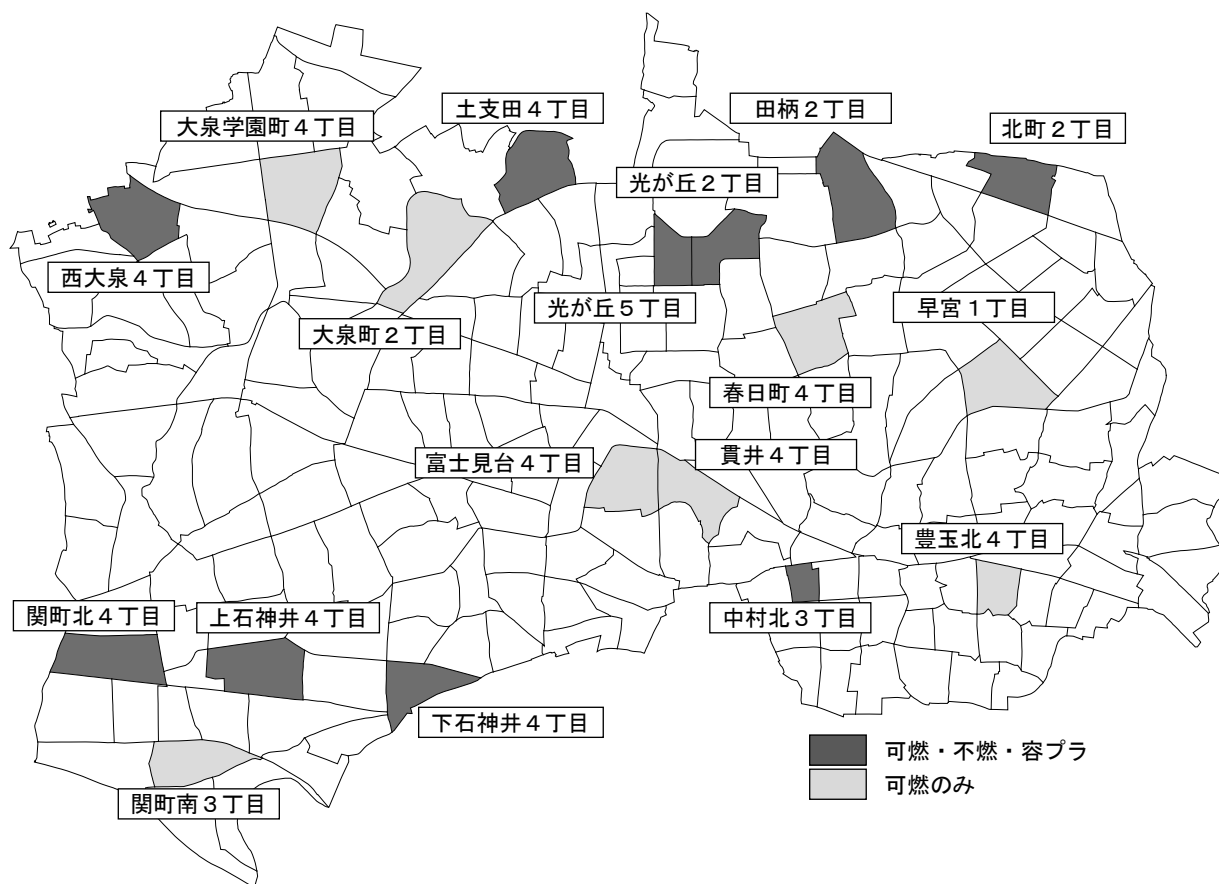 土支田４丁目
田柄２丁目
大泉学園町４丁目
北町２丁目
光が丘２丁目
西大泉４丁目
光が丘５丁目
早宮１丁目
大泉町２丁目
春日町４丁目
富士見台４丁目
貫井４丁目
豊玉北４丁目
関町北４丁目
上石神井４丁目
中村北３丁目
下石神井４丁目
可燃・不燃・容プラ
可燃のみ
関町南３丁目